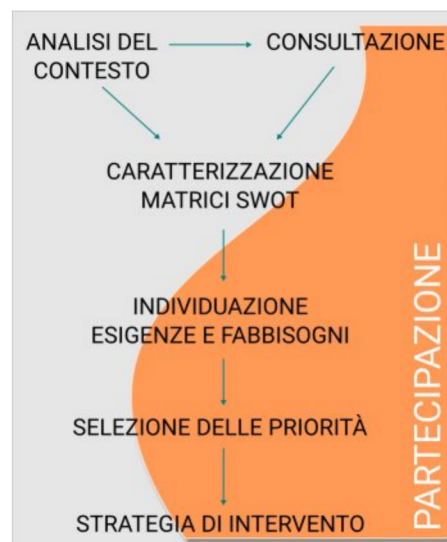 ANALISI DEL
CONTESTO
CONSULTAZIONE
CARATTERIZZAZIONE
MATRICI SWOT
INDIVIDUAZIONE
ESIGENZE E FABBISOGNI
SELEZIONE DELLE PRIORITÀ
STRATEGIA DI INTERVENTO
PARTECIPAZIONE